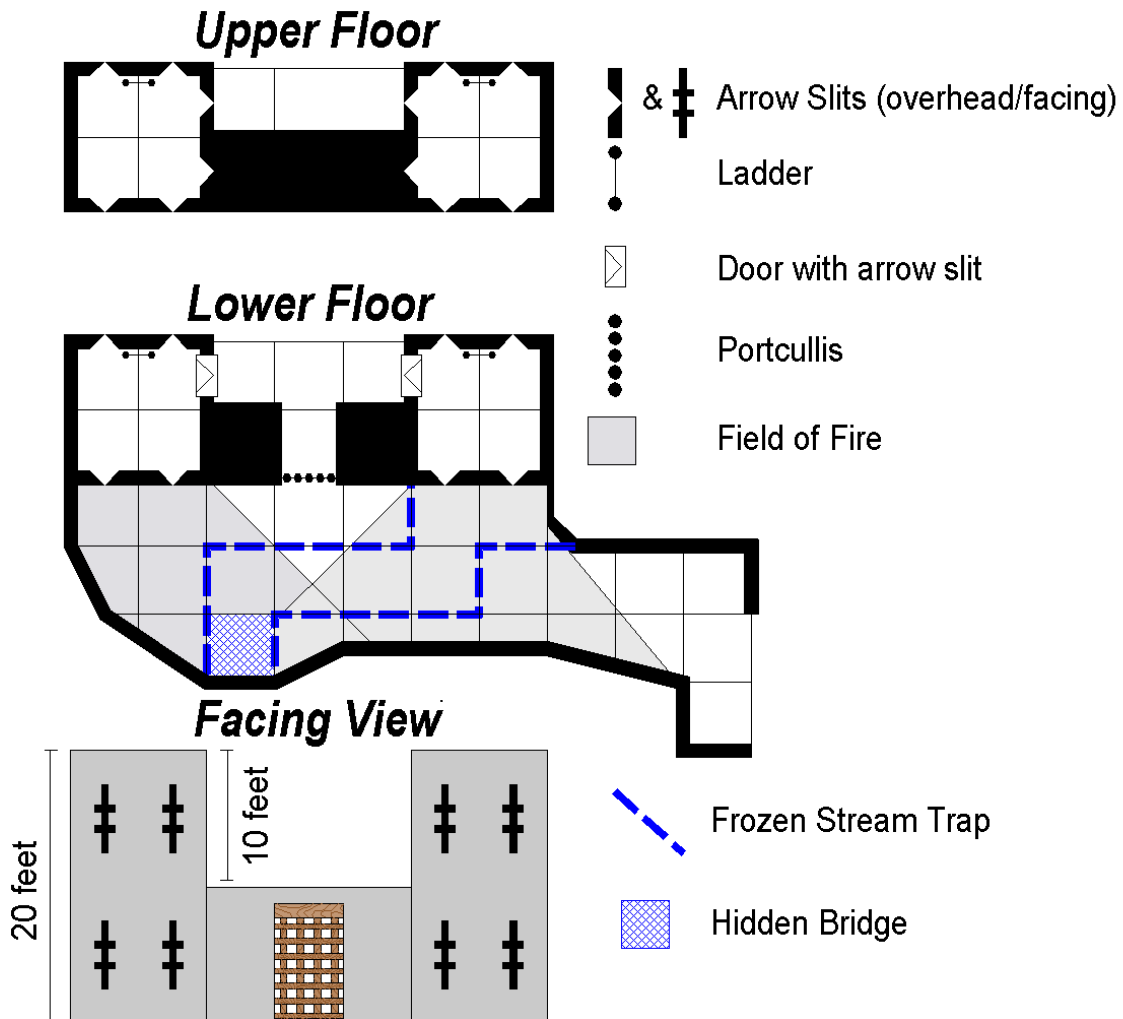 Upper Floor
& Arrow Slits (overhead/facing)
Ladder
Door with arrow slit
Lower Floor
Portcullis
Field of Fire
Facing View
20 feet
10 feet
Frozen Stream Trap
Hidden Bridge